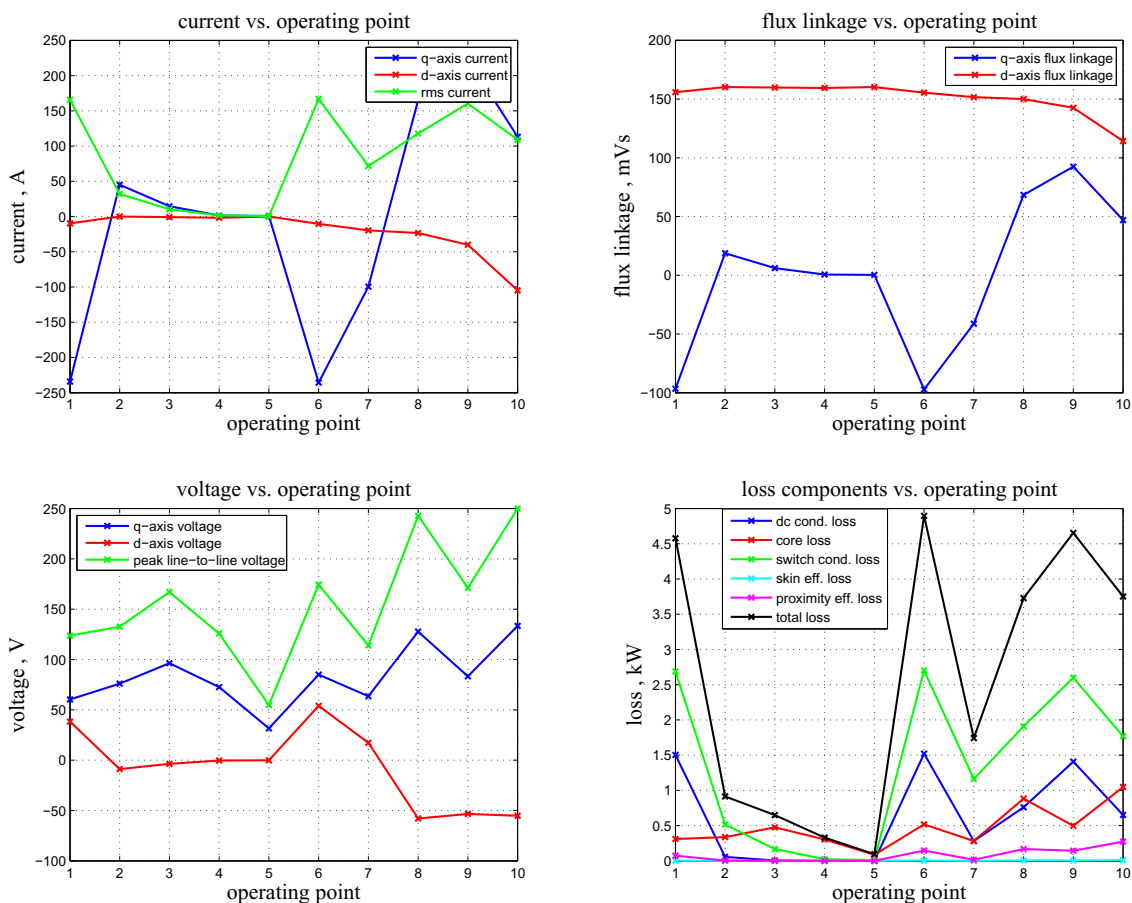 current vs. operating point
250
200
150
100
50
0
−50
−100
−150
−200
−250
current , A
q−axis current
d−axis current
rms current
1 2 3 4 5 6 7 8 9 10
operating point
flux linkage vs. operating point
200
150
100
50
0
−50
−100
flux linkage , mVs
q−axis flux linkage
d−axis flux linkage
1 2 3 4 5 6 7 8 9 10
operating point
voltage vs. operating point
250
200
150
100
50
0
−50
−100
voltage , V
q−axis voltage
d−axis voltage
peak line−to−line voltage
1 2 3 4 5 6 7 8 9 10
operating point
loss components vs. operating point
5
4.5
4
3.5
3
2.5
2
1.5
1
0.5
0
loss , kW
dc cond. loss
core loss
switch cond. loss
skin eff. loss
proximity eff. loss
total loss
1 2 3 4 5 6 7 8 9 10
operating point